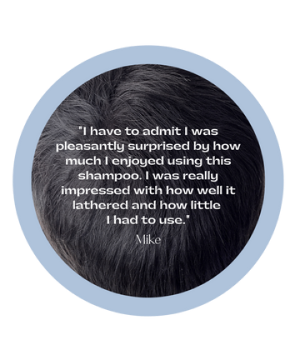 "I have to admit I was
pleasantly surprised by how
much I enjoyed using this
shampoo. I was really
impressed with how well it
lathered and how little
I had to use."
Mike